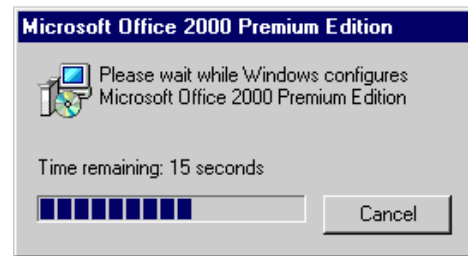 Microsoft Office 2000 Premium Edition
Please wait while Windows configures
Microsoft Office 2000 Premium Edition
Time remaining: 15 seconds
Cancel